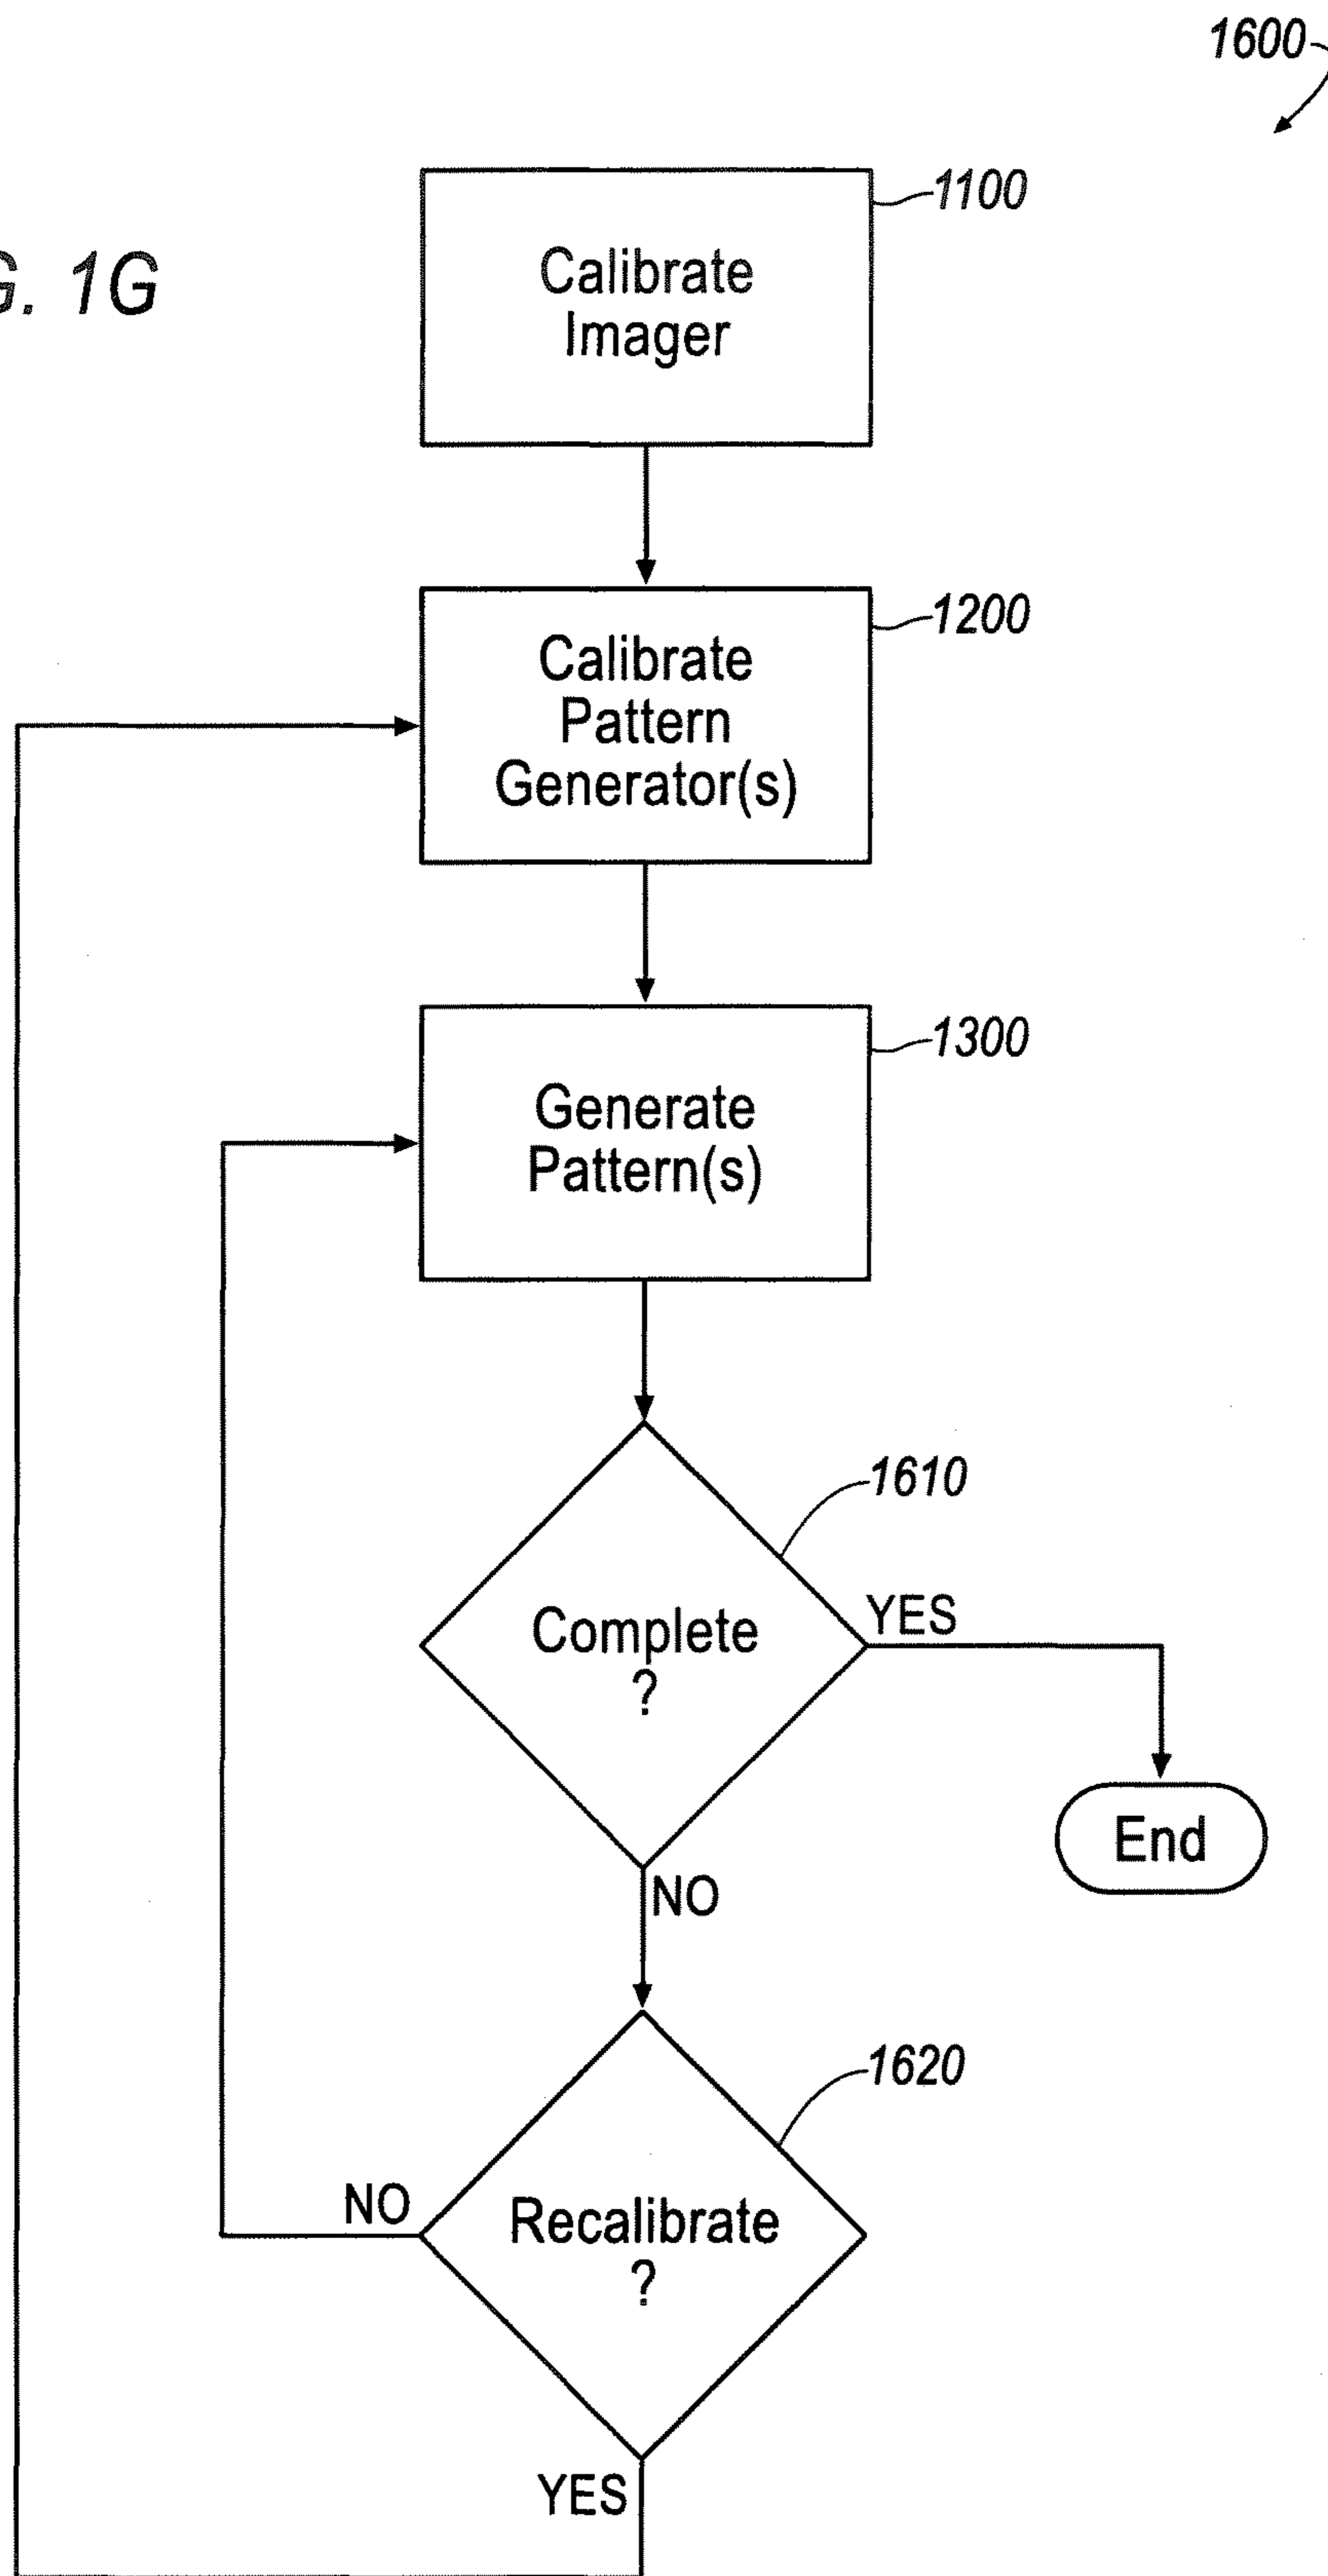 1600
1100
Calibrate
Imager
G. 1G
1200
Calibrate
Pattern
Generator(s)
1300
Generate
Pattern(s)
1610
Complete
?
YES
End
NO
1620
Recalibrate
?
NO
YES